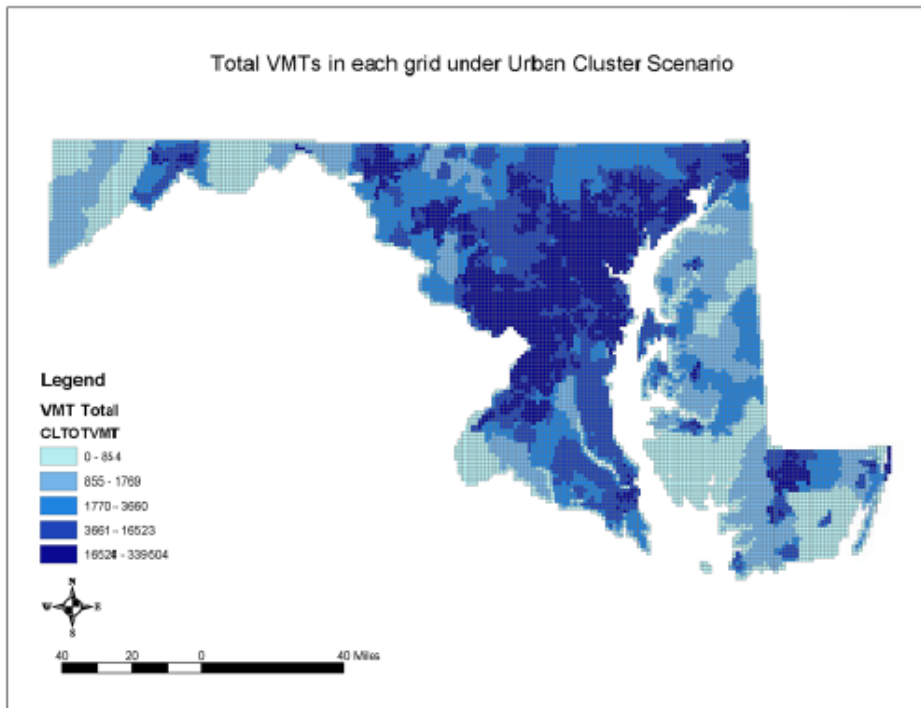 Total VMTs in each grid under Urban Cluster Scenario
Legend
VMT Total
CLTOTVMT
0 - 854
855 - 1769
1770 - 3660
3661 - 16523
16524 - 339504
N
W E
S
40 20 0 40 Miles